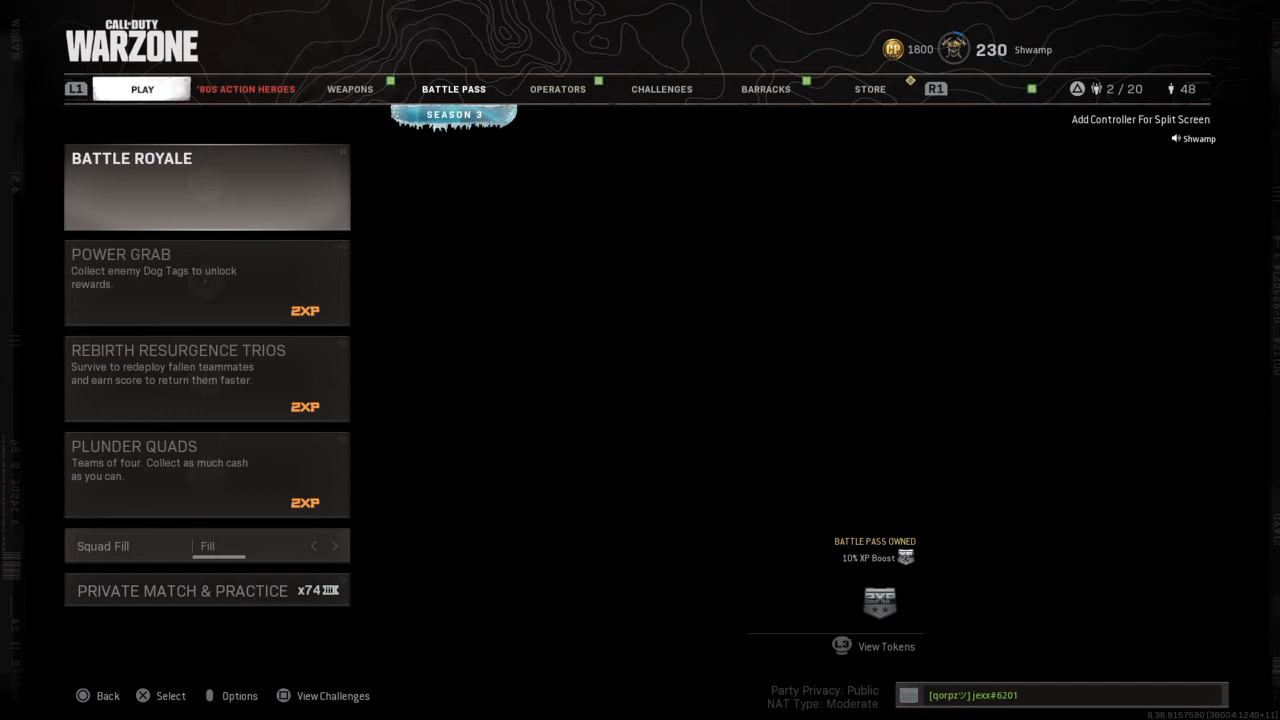 CALL OF DUTY
WARZONE
CP 1800 230 Shwamp
L1 PLAY '80S ACTION HEROES WEAPONS BATTLE PASS OPERATORS CHALLENGES BARRACKS STORE R1 2 / 20 48
SEASON 3
Add Controller For Split Screen
Shwamp
BATTLE ROYALE
POWER GRAB
Collect enemy Dog Tags to unlock
rewards.
2XP
REBIRTH RESURGENCE TRIOS
Survive to redeploy fallen teammates
and earn score to return them faster.
2XP
PLUNDER QUADS
Teams of four. Collect as much cash
as you can.
2XP
Squad Fill Fill
PRIVATE MATCH & PRACTICE x74
BATTLE PASS OWNED
10% XP Boost
2XP
L3 View Tokens
Back Select Options View Challenges
Party Privacy: Public
NAT Type: Moderate
[qorpzツ] jexx#6201